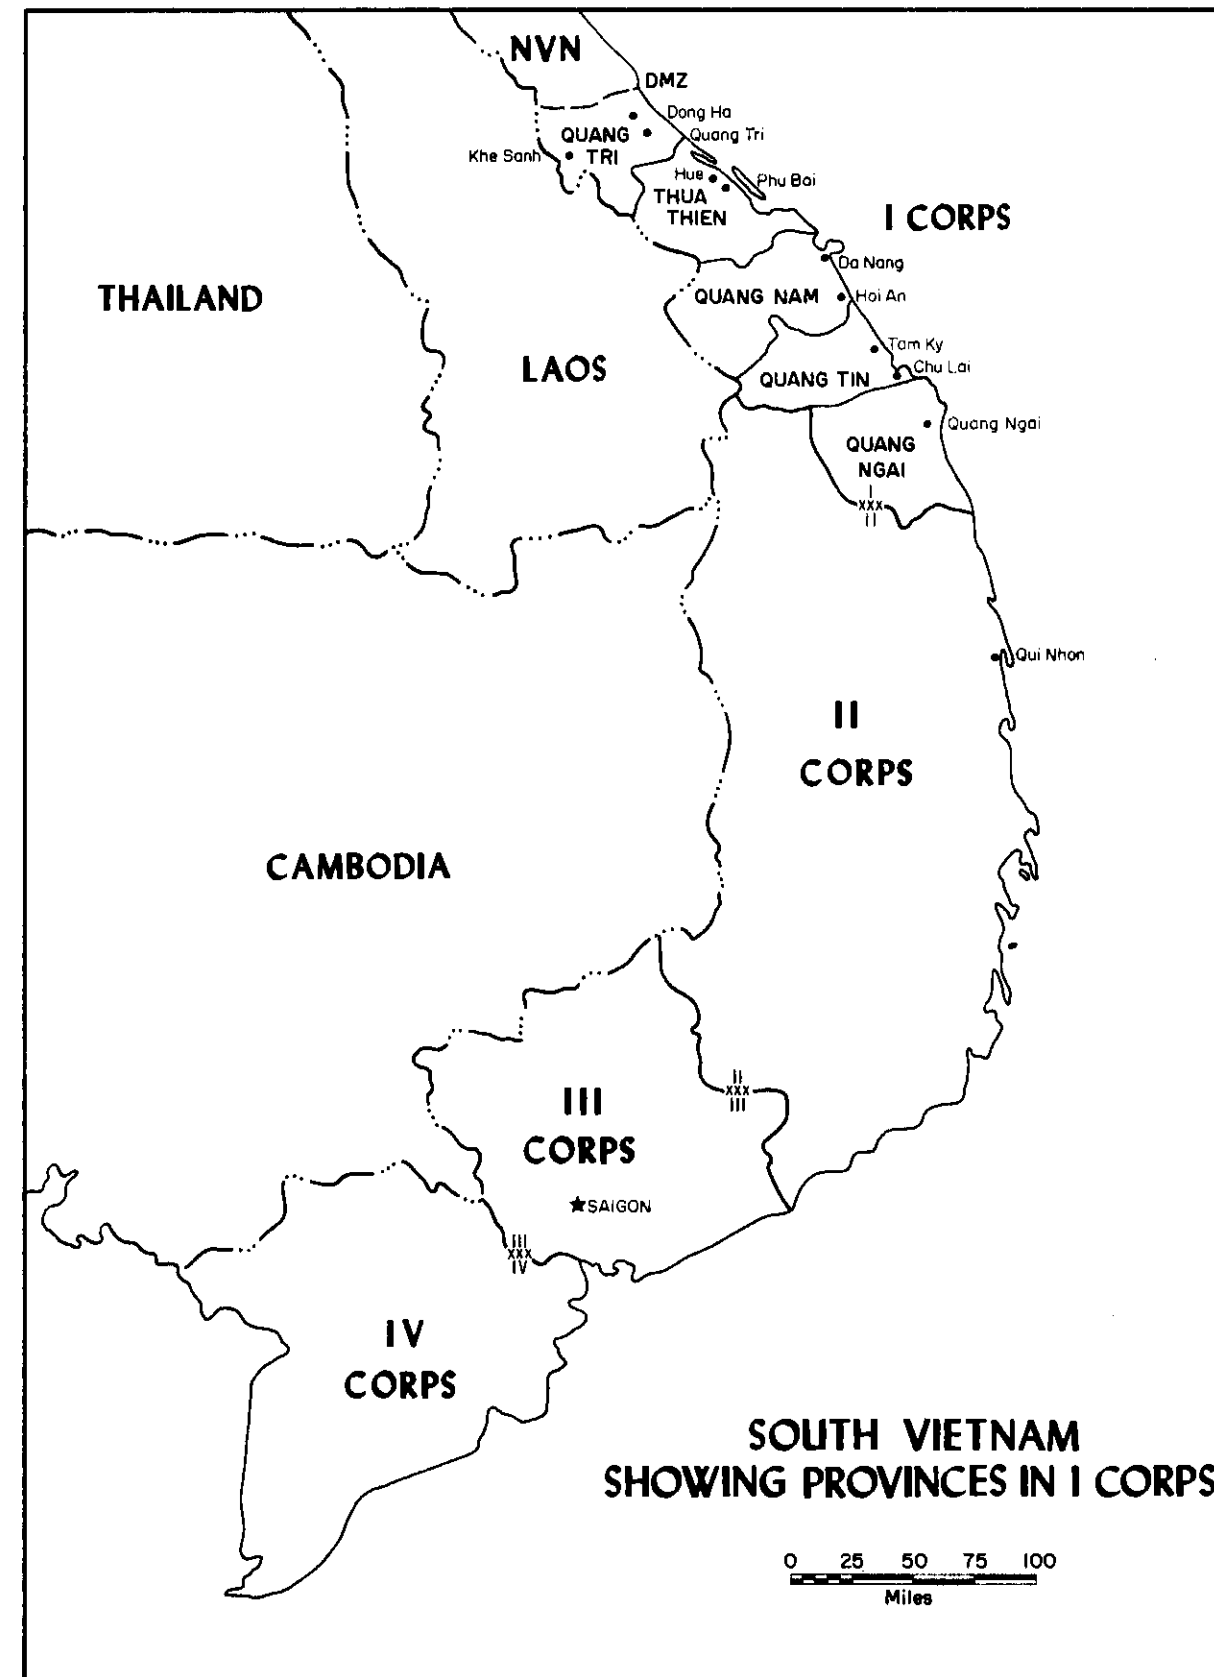 NVN
DMZ
Dong Ha
QUANG
TRI
Quang Tri
Khe Sanh
Hue
Phu Bai
THUA
THIEN
I CORPS
Da Nang
THAILAND
QUANG NAM
Hoi An
Tam Ky
LAOS
Chu Lai
QUANG TIN
Quang Ngai
QUANG
NGAI
I
XXX
II
Qui Nhon
II
CORPS
CAMBODIA
II
XXX
III
III
CORPS
SAIGON
III
XXX
IV
IV
CORPS
SOUTH VIETNAM
SHOWING PROVINCES IN I CORPS
0 25 50 75 100
Miles